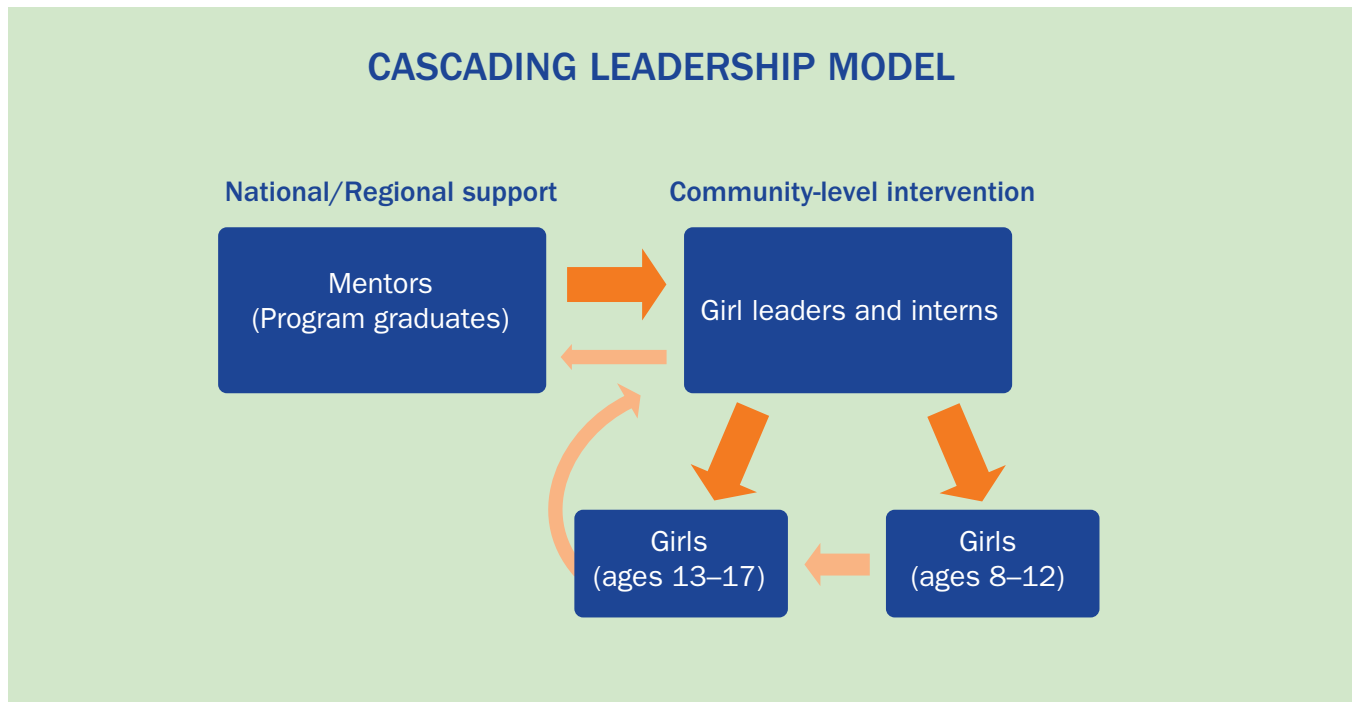 CASCADING LEADERSHIP MODEL
National/Regional support
Community-level intervention
Mentors
(Program graduates)
Girl leaders and interns
Girls
(ages 13–17)
Girls
(ages 8–12)